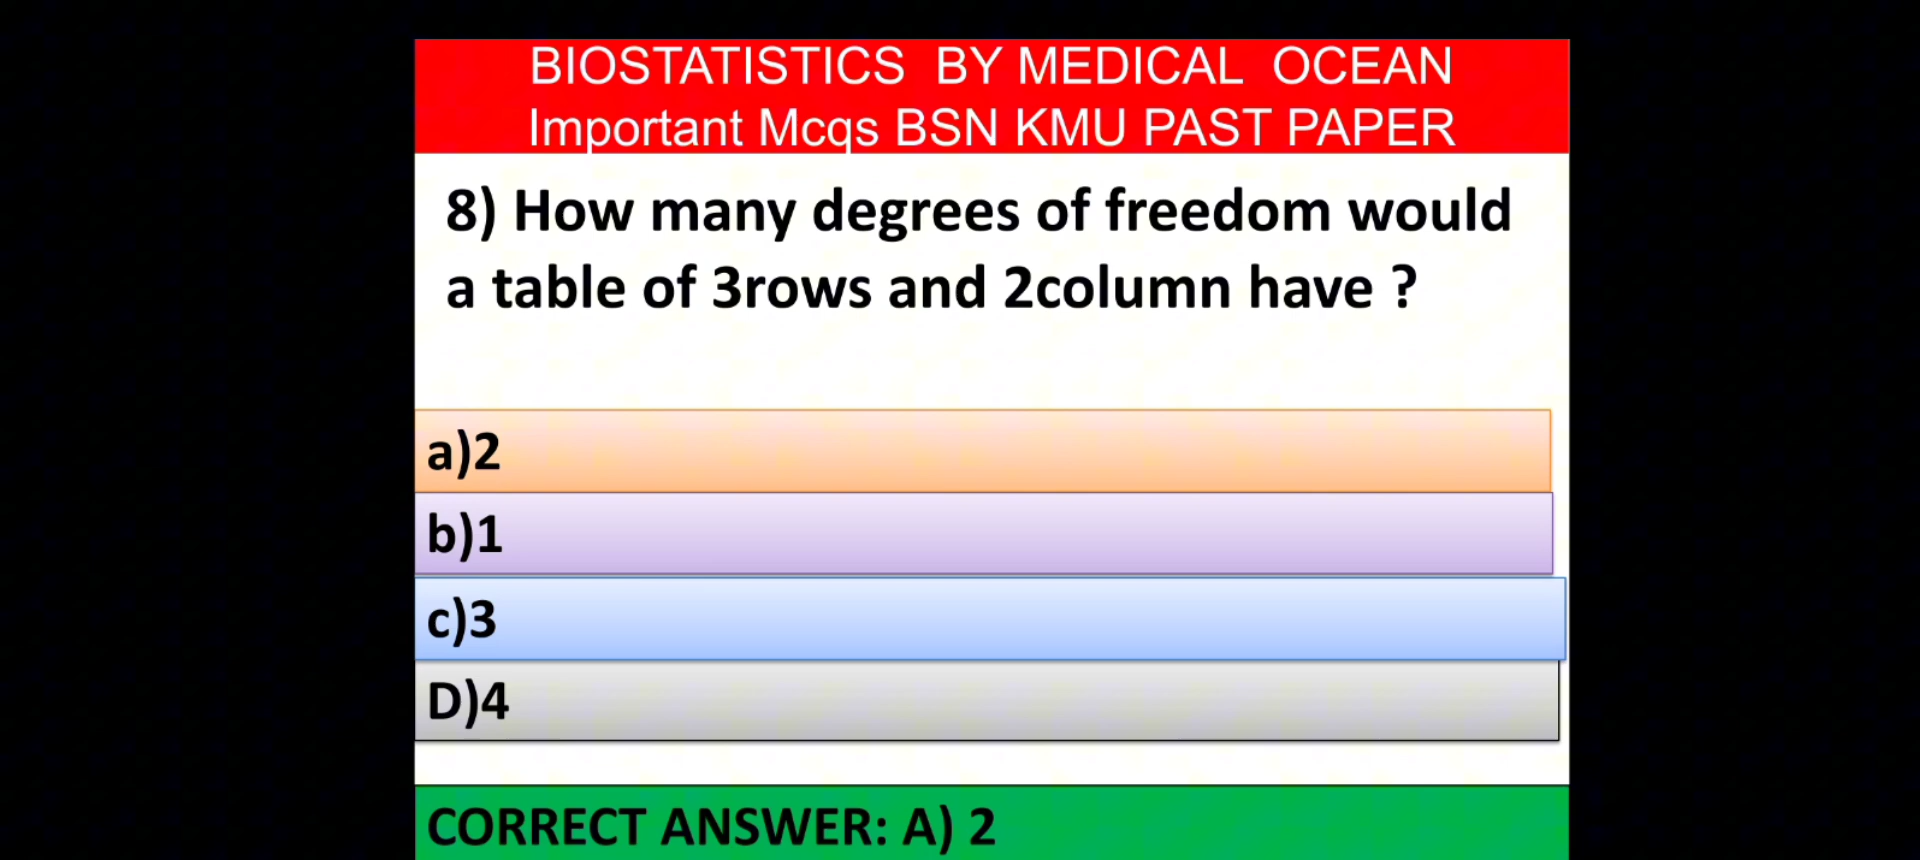 BIOSTATISTICS BY MEDICAL OCEAN
Important Mcqs BSN KMU PAST PAPER
8) How many degrees of freedom would
a table of 3rows and 2column have ?
a)2
b)1
c)3
D)4
CORRECT ANSWER: A) 2